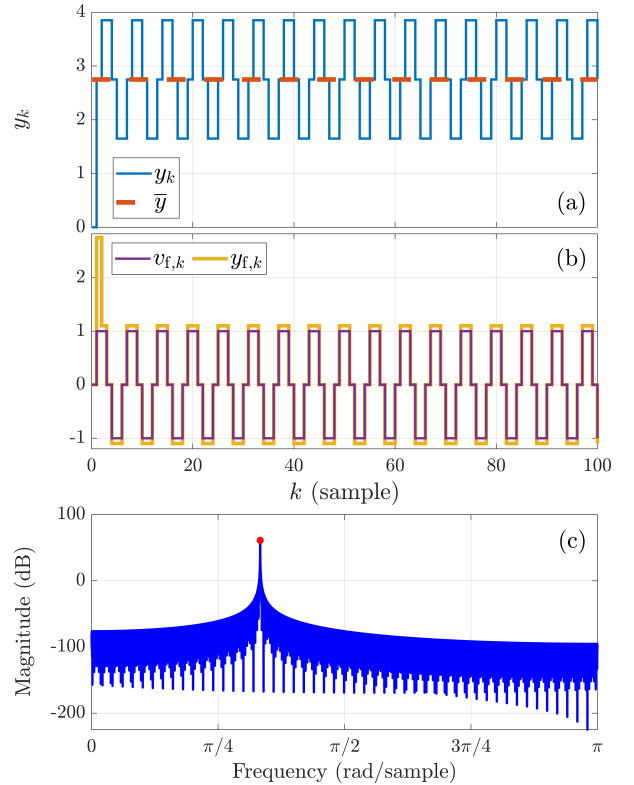 4
3
2
1
0
y_k
y_k
ȳ
(a)
2
1
0
-1
v_{f,k} y_{f,k}
(b)
0 20 40 60 80 100
k (sample)
100
0
-100
-200
Magnitude (dB)
(c)
0 π/4 π/2 3π/4 π
Frequency (rad/sample)